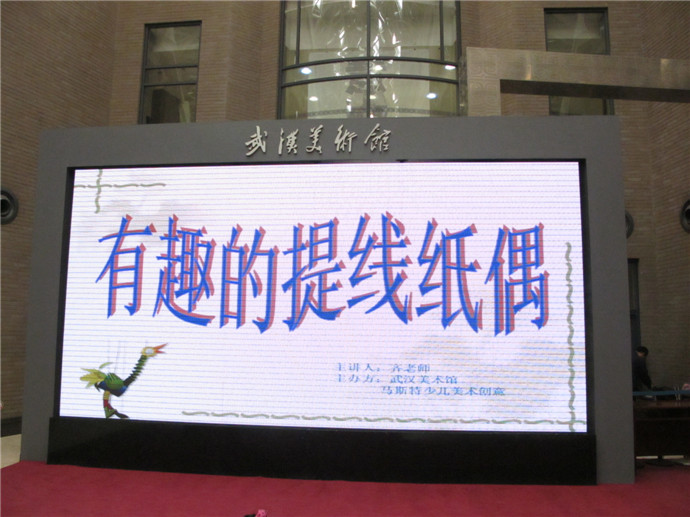 武漢美術館
有趣的提线纸偶
主讲人：齐老师
主办方：武汉美术馆
马斯特少儿美术创意